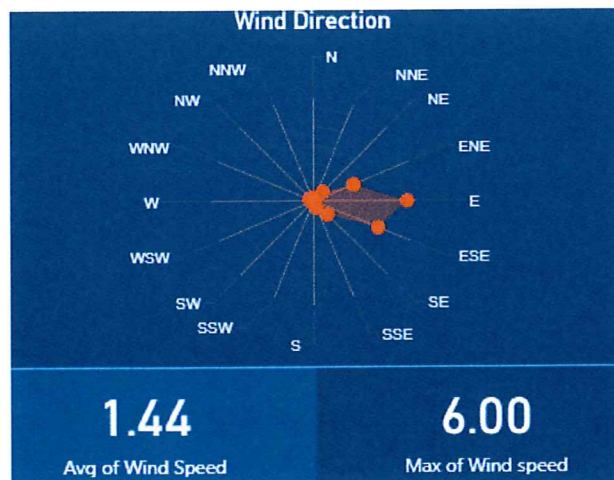 Wind Direction
N
NNW
NNE
NW
NE
WNW
ENE
W
E
WSW
ESE
SW
SE
SSW
SSE
S
1.44
6.00
Avg of Wind Speed
Max of Wind speed